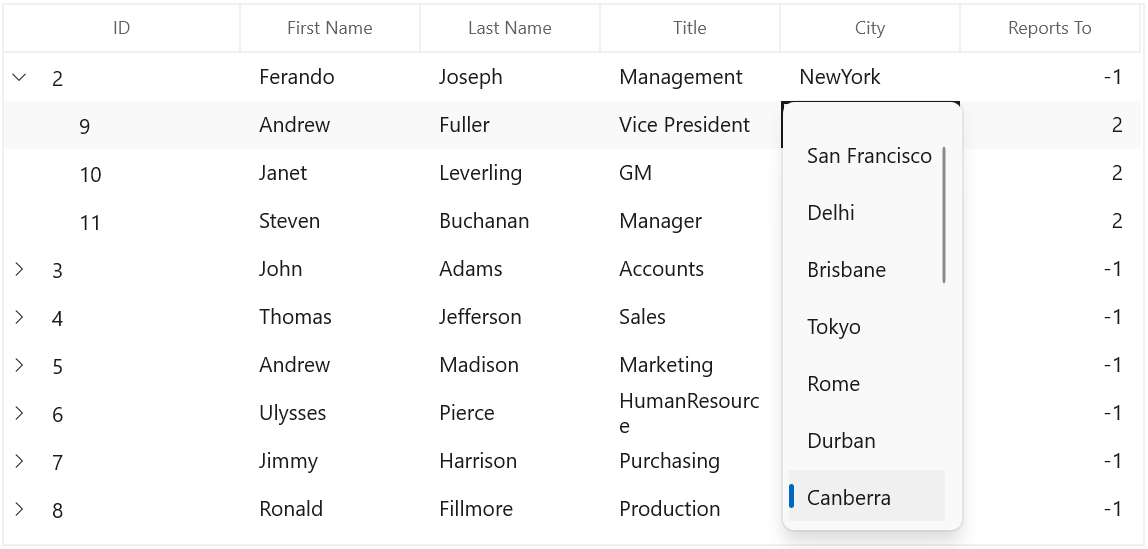 ID First Name Last Name Title City Reports To
2 Ferando Joseph Management NewYork -1
9 Andrew Fuller Vice President 2
10 Janet Leverling GM 2
11 Steven Buchanan Manager 2
3 John Adams Accounts -1
4 Thomas Jefferson Sales -1
5 Andrew Madison Marketing -1
6 Ulysses Pierce HumanResourc
e -1
7 Jimmy Harrison Purchasing -1
8 Ronald Fillmore Production -1
San Francisco
Delhi
Brisbane
Tokyo
Rome
Durban
Canberra